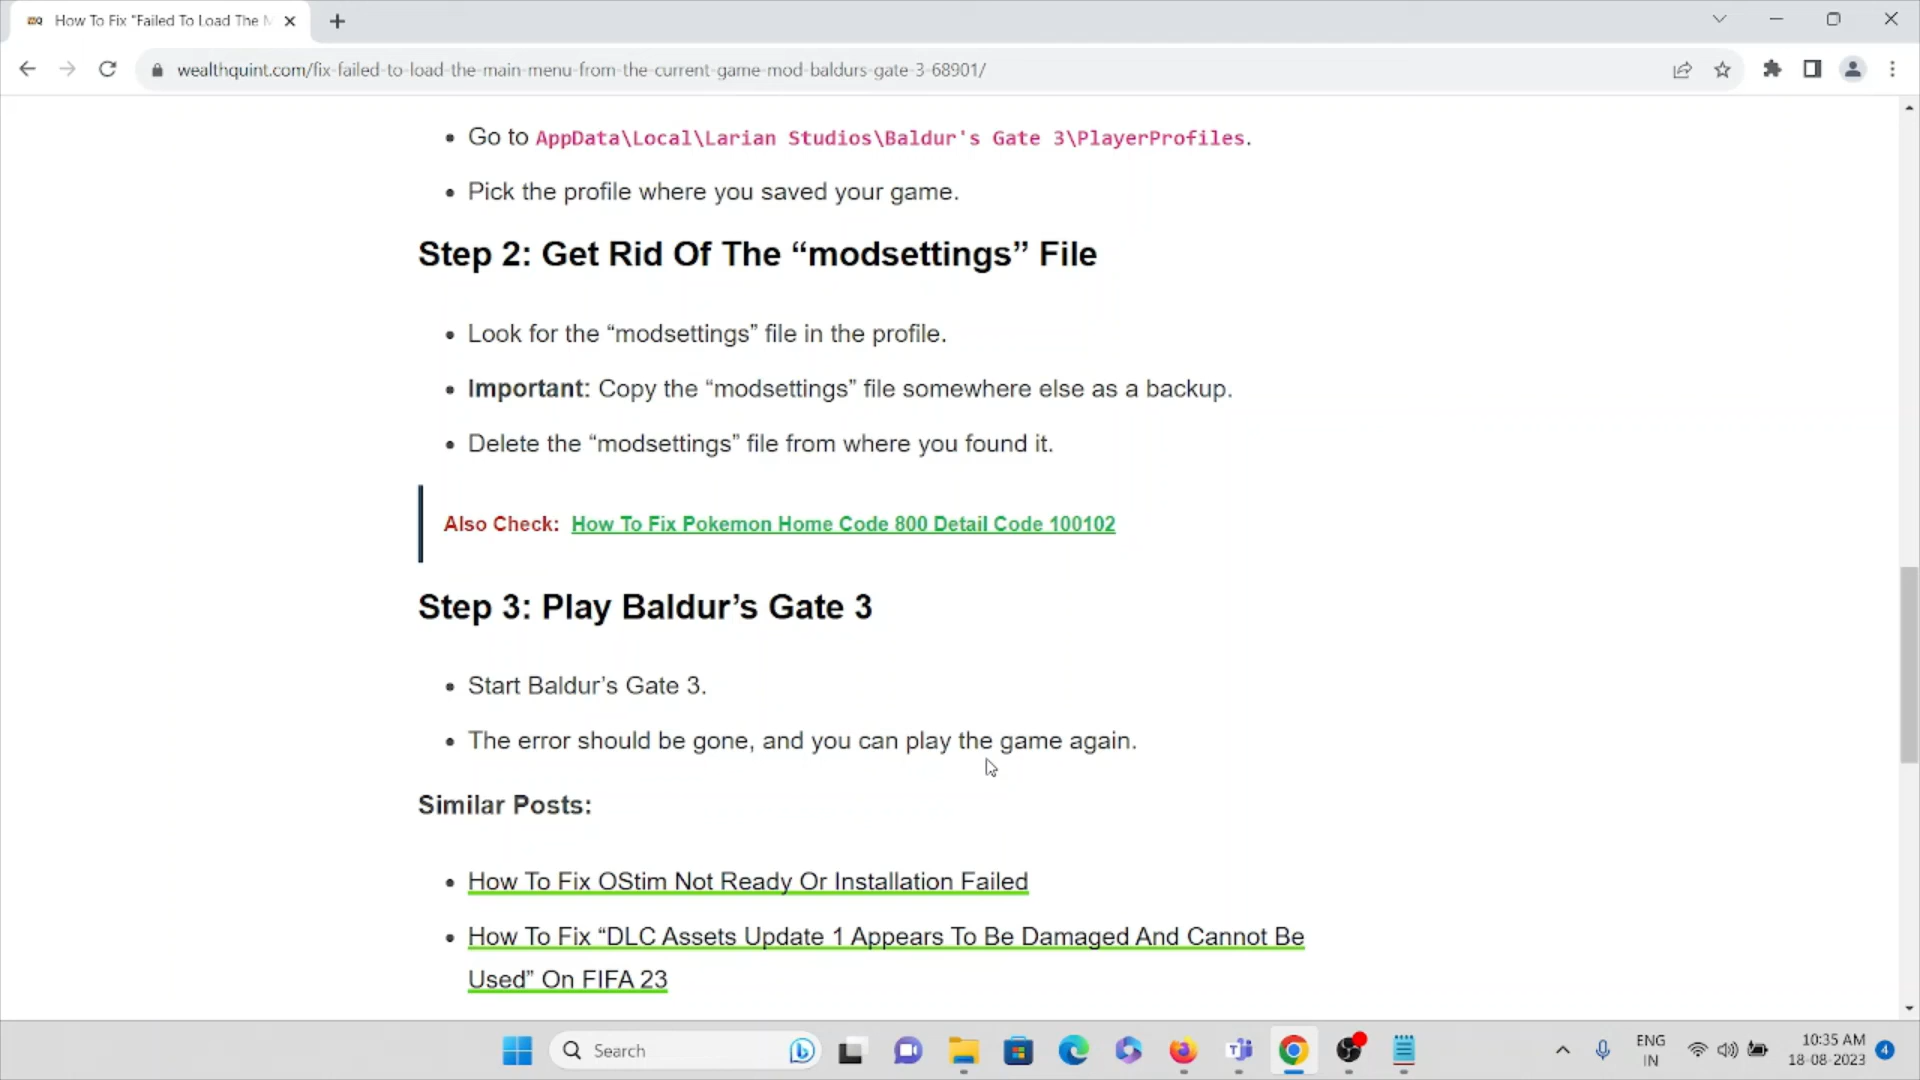 How To Fix "Failed To Load The M
wealthquint.com/fix-failed-to-load-the-main-menu-from-the-current-game-mod-baldurs-gate-3-68901/
Go to AppData\Local\Larian Studios\Baldur's Gate 3\PlayerProfiles.
Pick the profile where you saved your game.
Step 2: Get Rid Of The “modsettings” File
Look for the “modsettings” file in the profile.
Important: Copy the “modsettings” file somewhere else as a backup.
Delete the “modsettings” file from where you found it.
Also Check: How To Fix Pokemon Home Code 800 Detail Code 100102
Step 3: Play Baldur’s Gate 3
Start Baldur’s Gate 3.
The error should be gone, and you can play the game again.
Similar Posts:
How To Fix OStim Not Ready Or Installation Failed
How To Fix “DLC Assets Update 1 Appears To Be Damaged And Cannot Be
Used” On FIFA 23
Search
ENG
IN
10:35 AM
18-08-2023
4